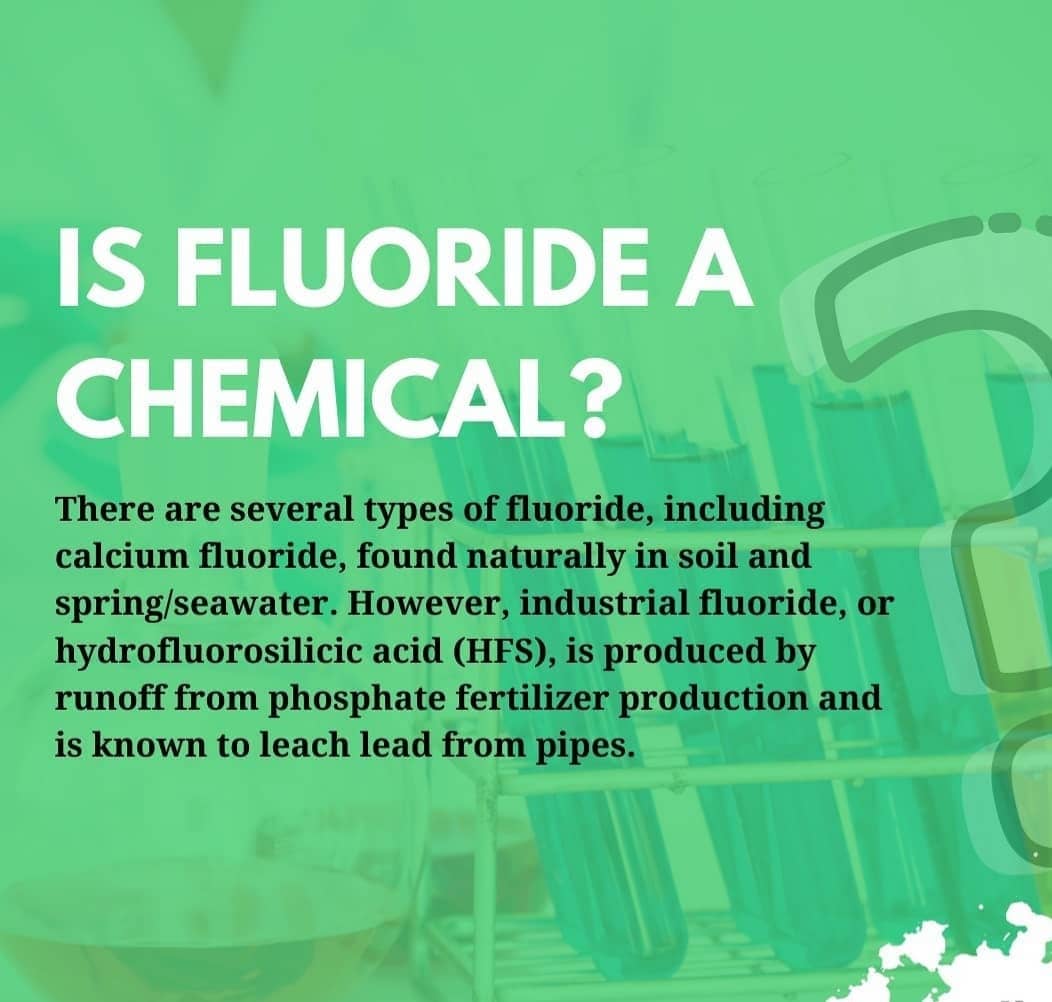 IS FLUORIDE A
CHEMICAL?
There are several types of fluoride, including
calcium fluoride, found naturally in soil and
spring/seawater. However, industrial fluoride, or
hydrofluorosilicic acid (HFS), is produced by
runoff from phosphate fertilizer production and
is known to leach lead from pipes.